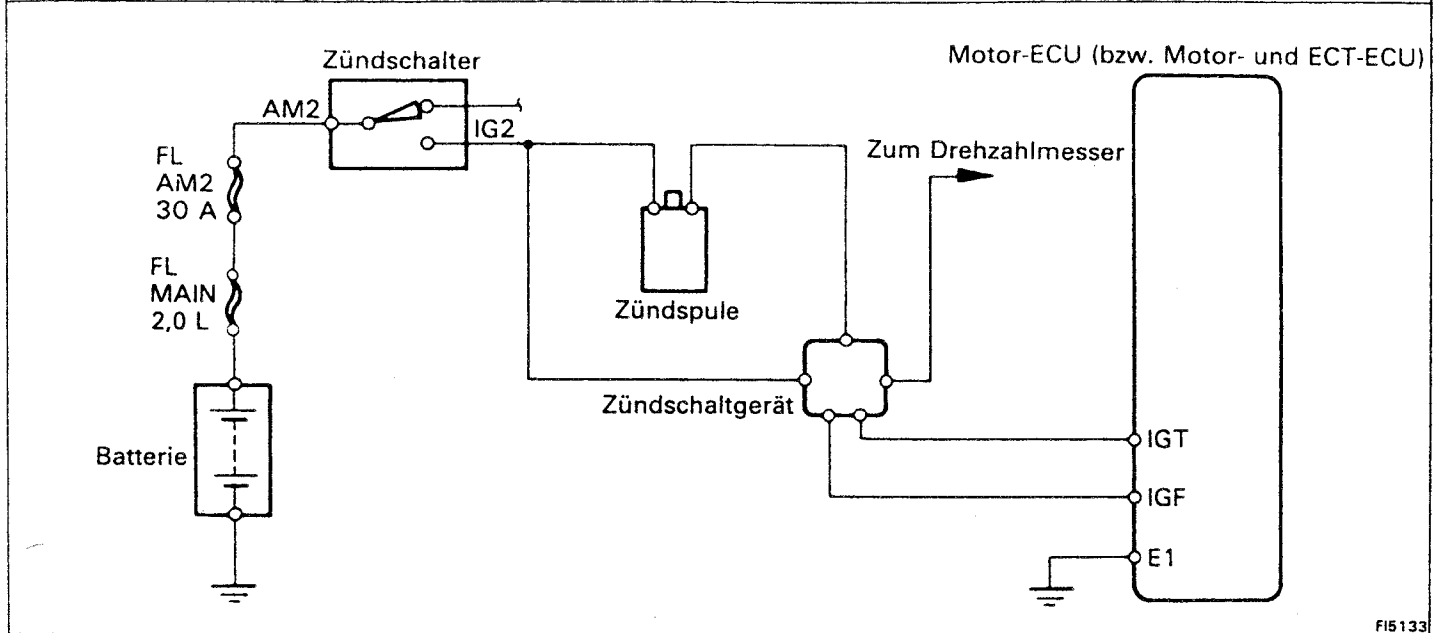 Zündschalter
Motor-ECU (bzw. Motor- und ECT-ECU)
AM2
IG2
Zum Drehzahlmesser
FL
AM2
30 A
FL
MAIN
2,0 L
Zündspule
Zündschaltgerät
Batterie
IGT
IGF
E1
FI5133